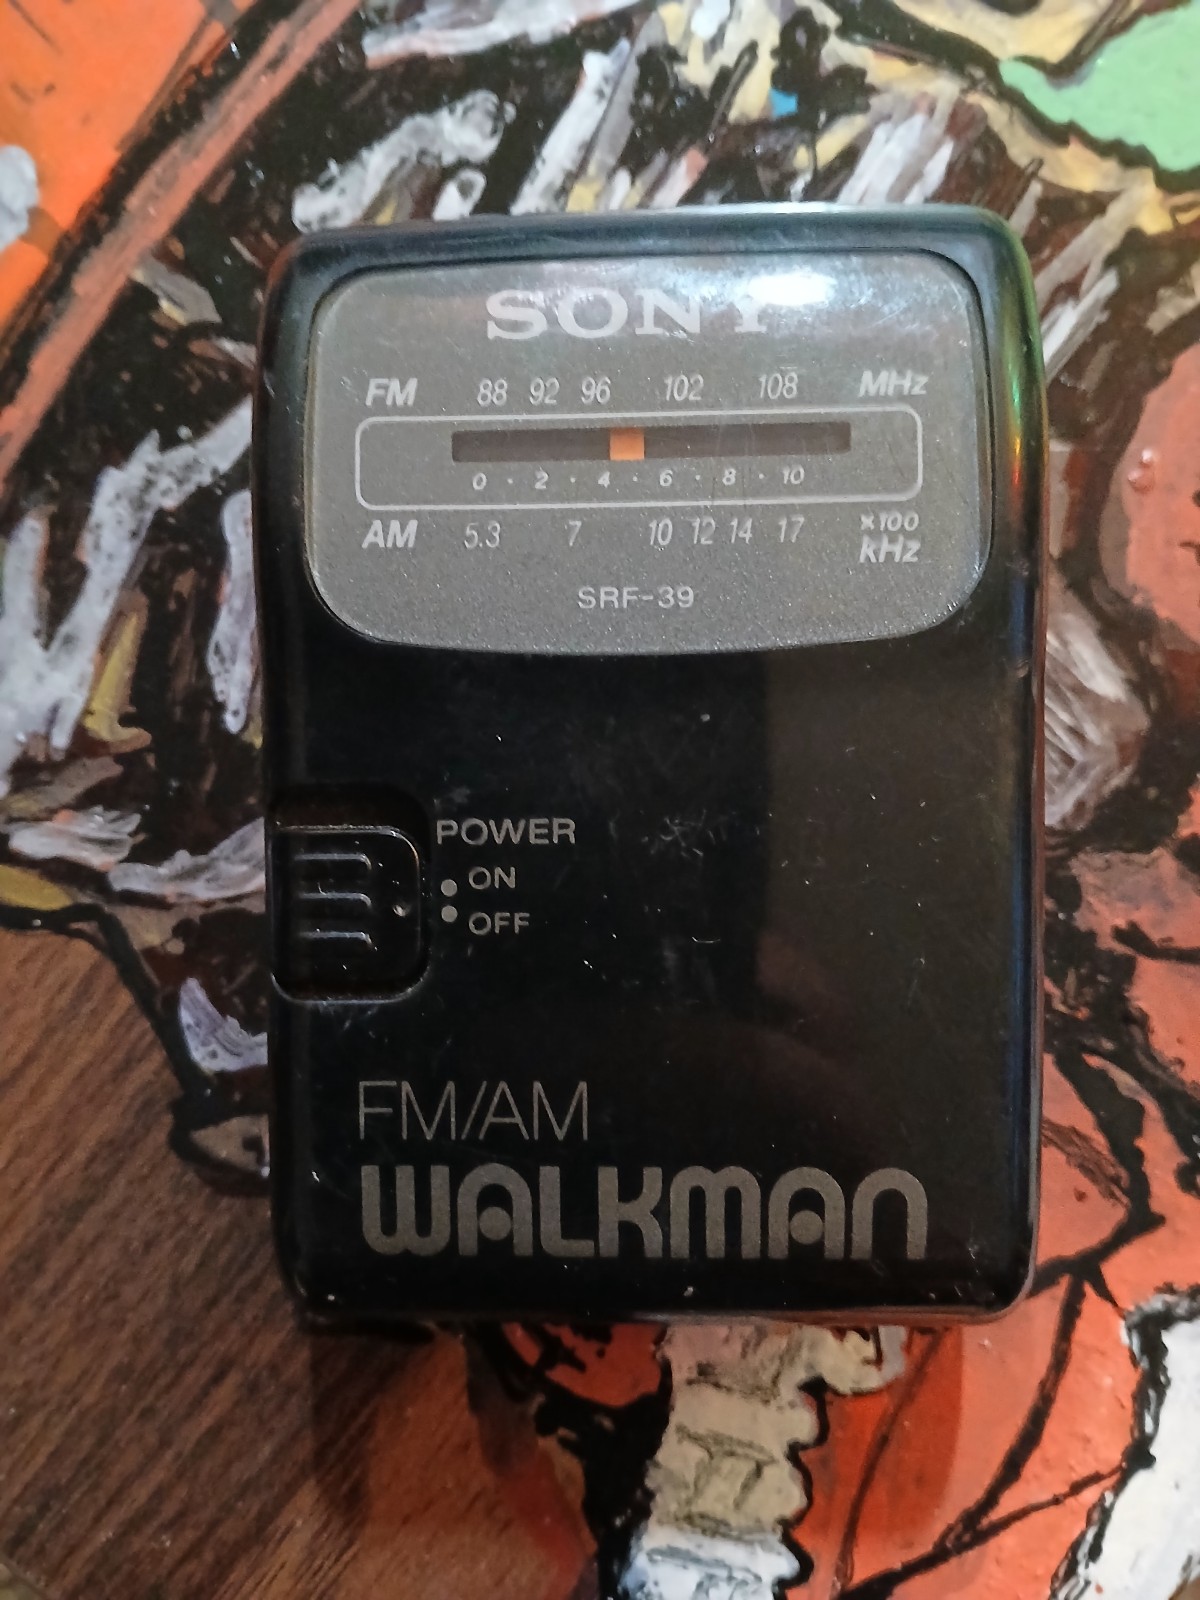 SONY
FM 88 92 96 102 108 MHz
0 · 2 · 4 · 6 · 8 · 10
AM 5.3 7 10 12 14 17 ×100 kHz
SRF-39
POWER
ON
OFF
FM/AM
WALKMAN